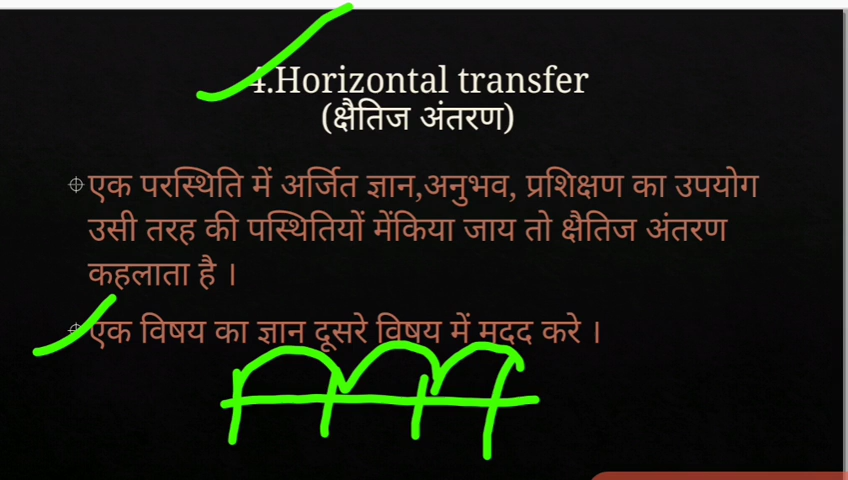 4.Horizontal transfer
(क्षैतिज अंतरण)
एक परस्थिति में अर्जित ज्ञान,अनुभव, प्रशिक्षण का उपयोग
उसी तरह की पस्थितियों मेंकिया जाय तो क्षैतिज अंतरण
कहलाता है ।
एक विषय का ज्ञान दूसरे विषय में मदद करे ।